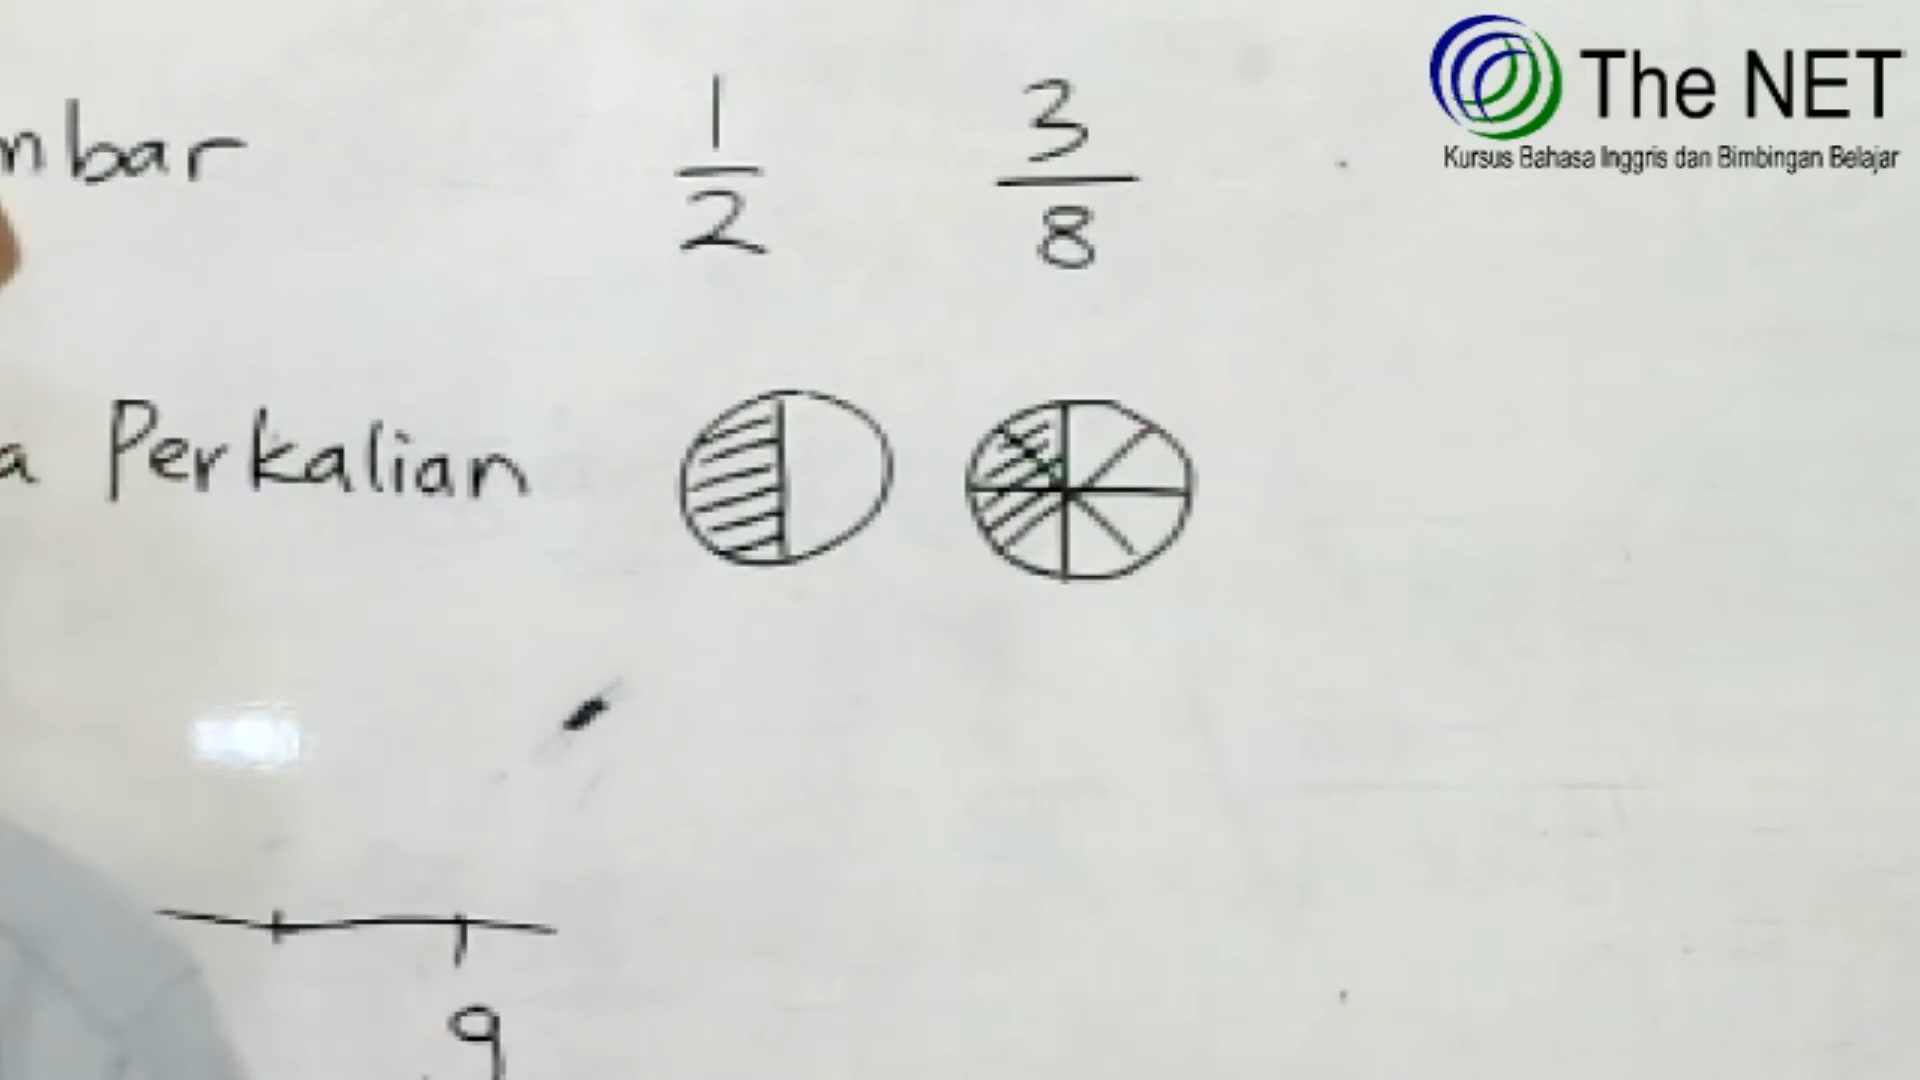 The NET
Kursus Bahasa Inggris dan Bimbingan Belajar
nbar
1/2
3/8
a Perkalian
9